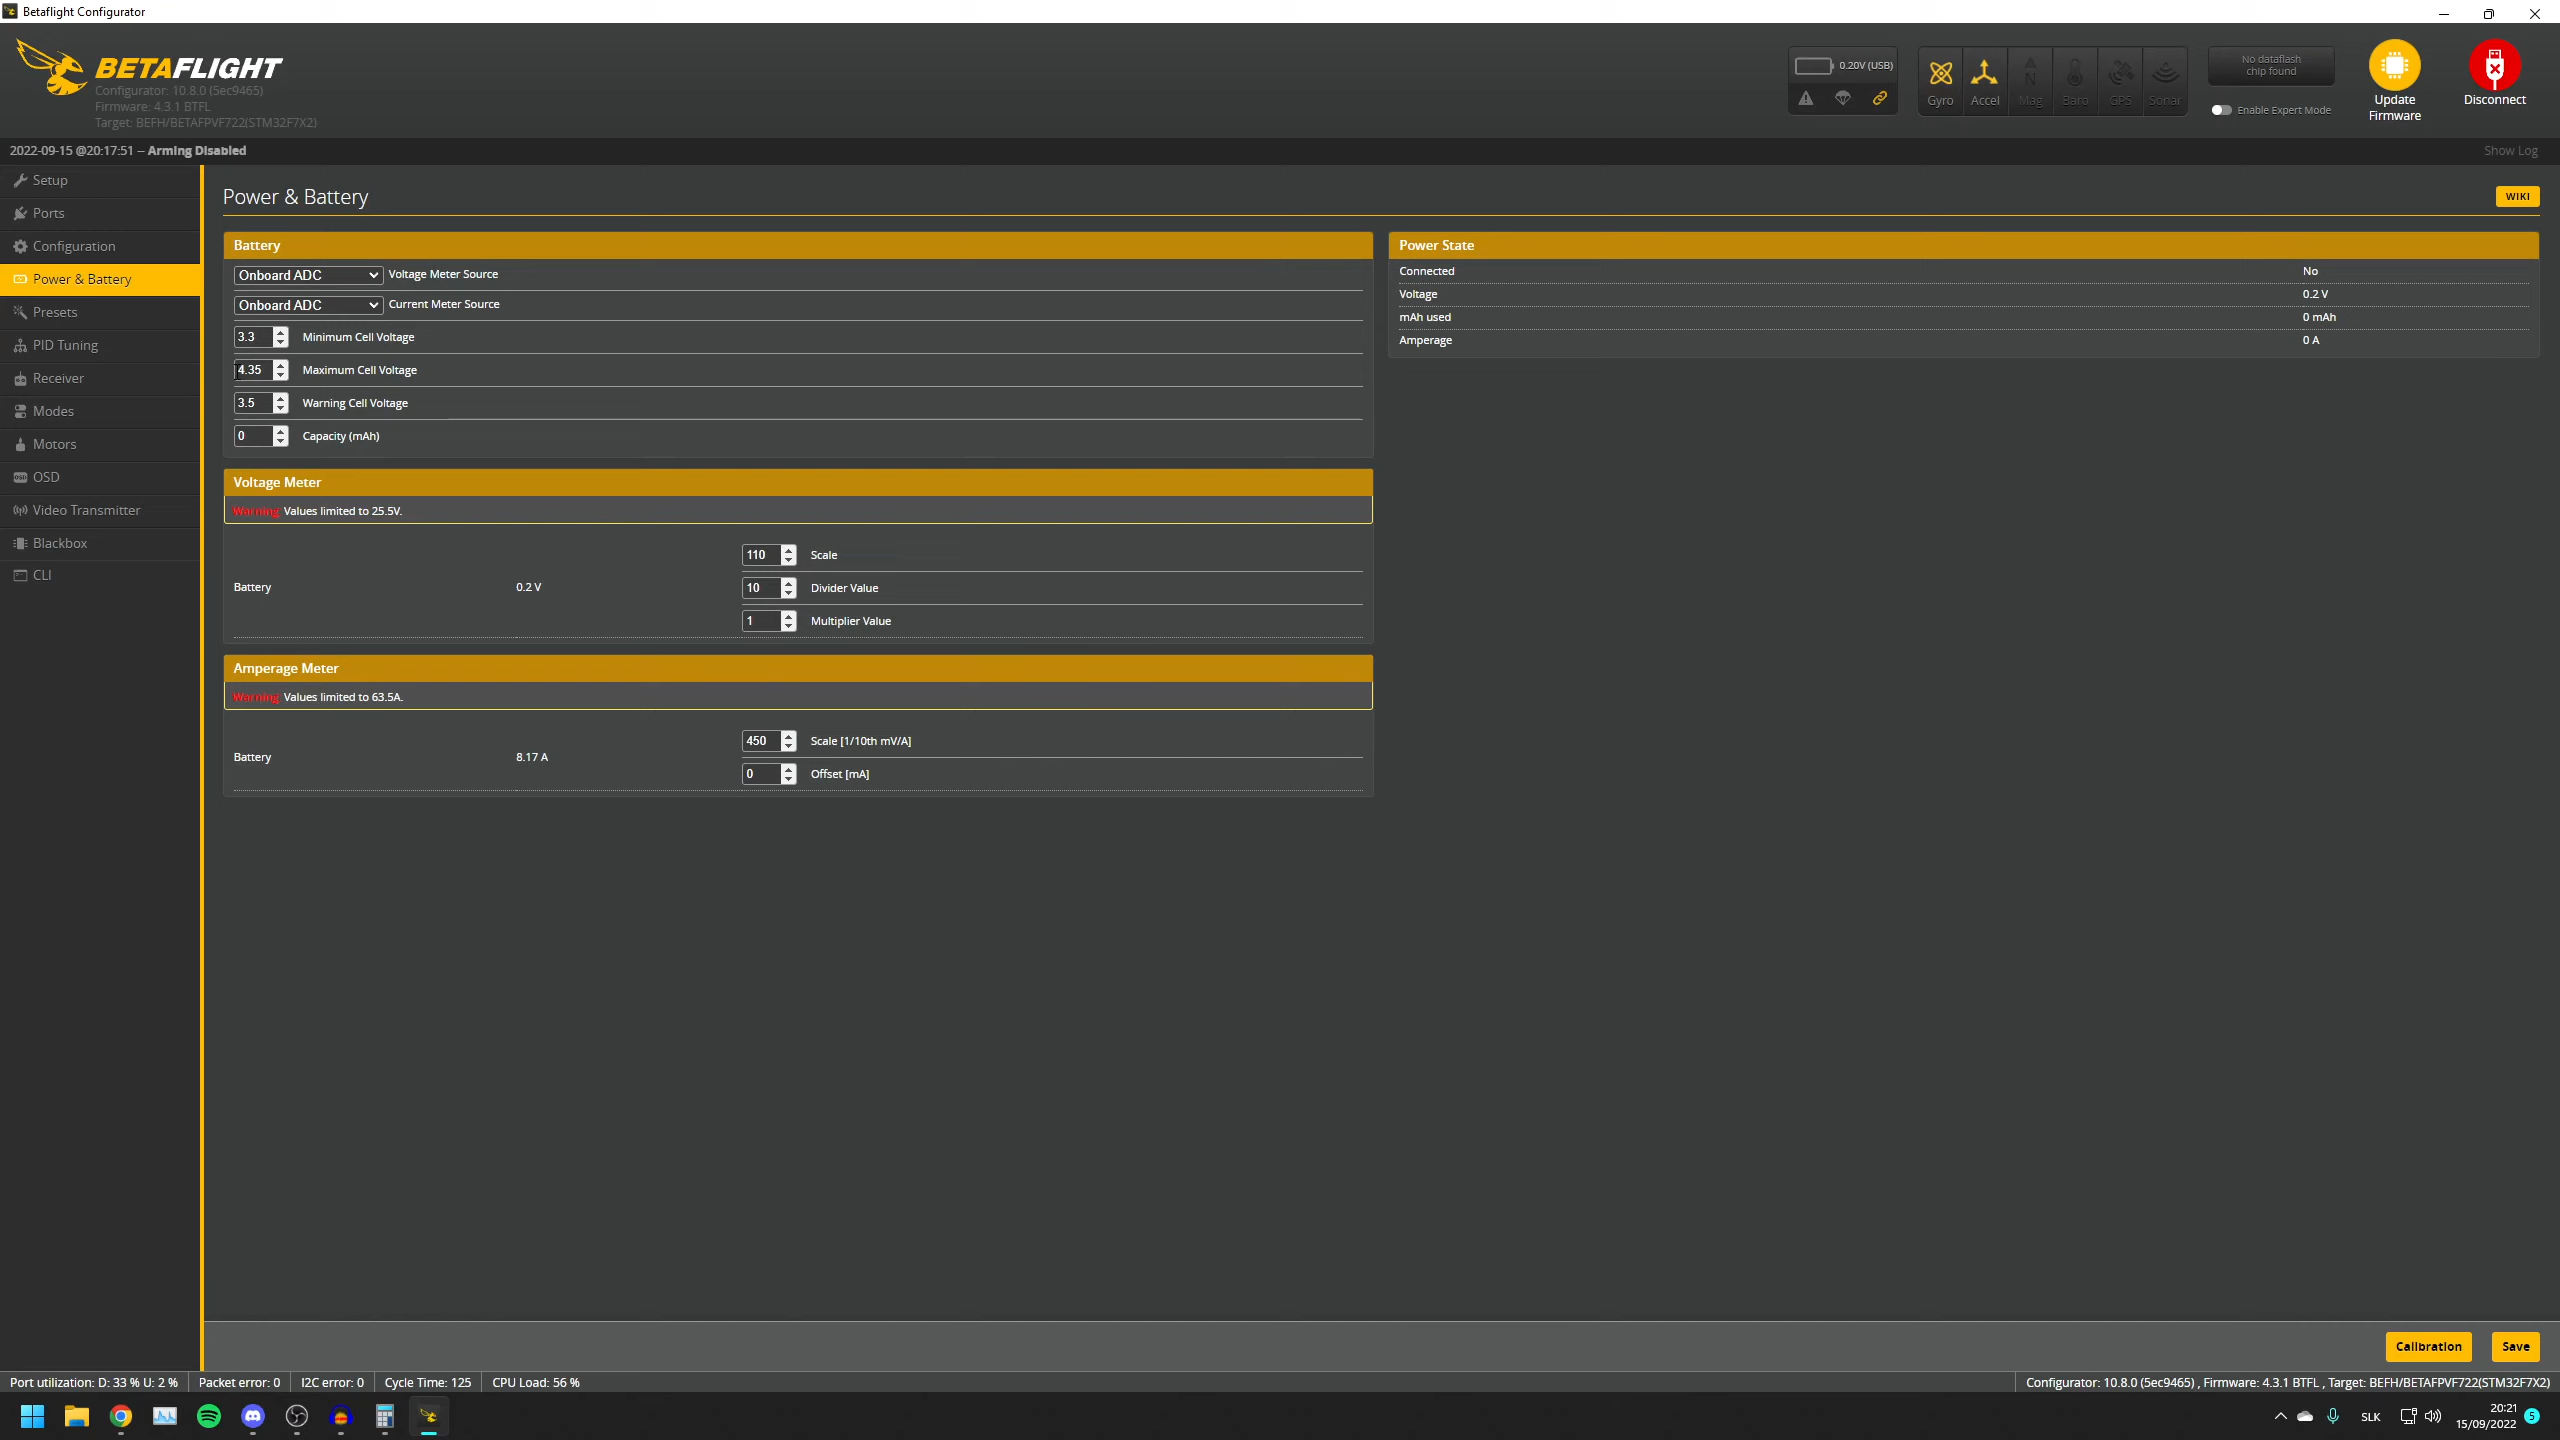 Betaflight Configurator
BETAFLIGHT
Configurator: 10.8.0 (5ec9465)
Firmware: 4.3.1 BTFL
Target: BEFH/BETAFPVF722(STM32F7X2)
0.20V (USB)
Gyro
Accel
Mag
Baro
GPS
Sonar
No dataflash
chip found
Enable Expert Mode
Update
Firmware
Disconnect
2022-09-15 @20:17:51 -- Arming Disabled
Show Log
Setup
Ports
Configuration
Power & Battery
Presets
PID Tuning
Receiver
Modes
Motors
OSD
Video Transmitter
Blackbox
CLI
Power & Battery
WIKI
Battery
Onboard ADC Voltage Meter Source
Onboard ADC Current Meter Source
3.3 Minimum Cell Voltage
4.35 Maximum Cell Voltage
3.5 Warning Cell Voltage
0 Capacity (mAh)
Power State
Connected No
Voltage 0.2 V
mAh used 0 mAh
Amperage 0 A
Voltage Meter
Warning: Values limited to 25.5V.
Battery 0.2 V
110 Scale
10 Divider Value
1 Multiplier Value
Amperage Meter
Warning: Values limited to 63.5A.
Battery 8.17 A
450 Scale [1/10th mV/A]
0 Offset [mA]
Calibration
Save
Port utilization: D: 33 % U: 2 %
Packet error: 0
I2C error: 0
Cycle Time: 125
CPU Load: 56 %
Configurator: 10.8.0 (5ec9465) , Firmware: 4.3.1 BTFL , Target: BEFH/BETAFPVF722(STM32F7X2)
SLK
20:21
15/09/2022
5